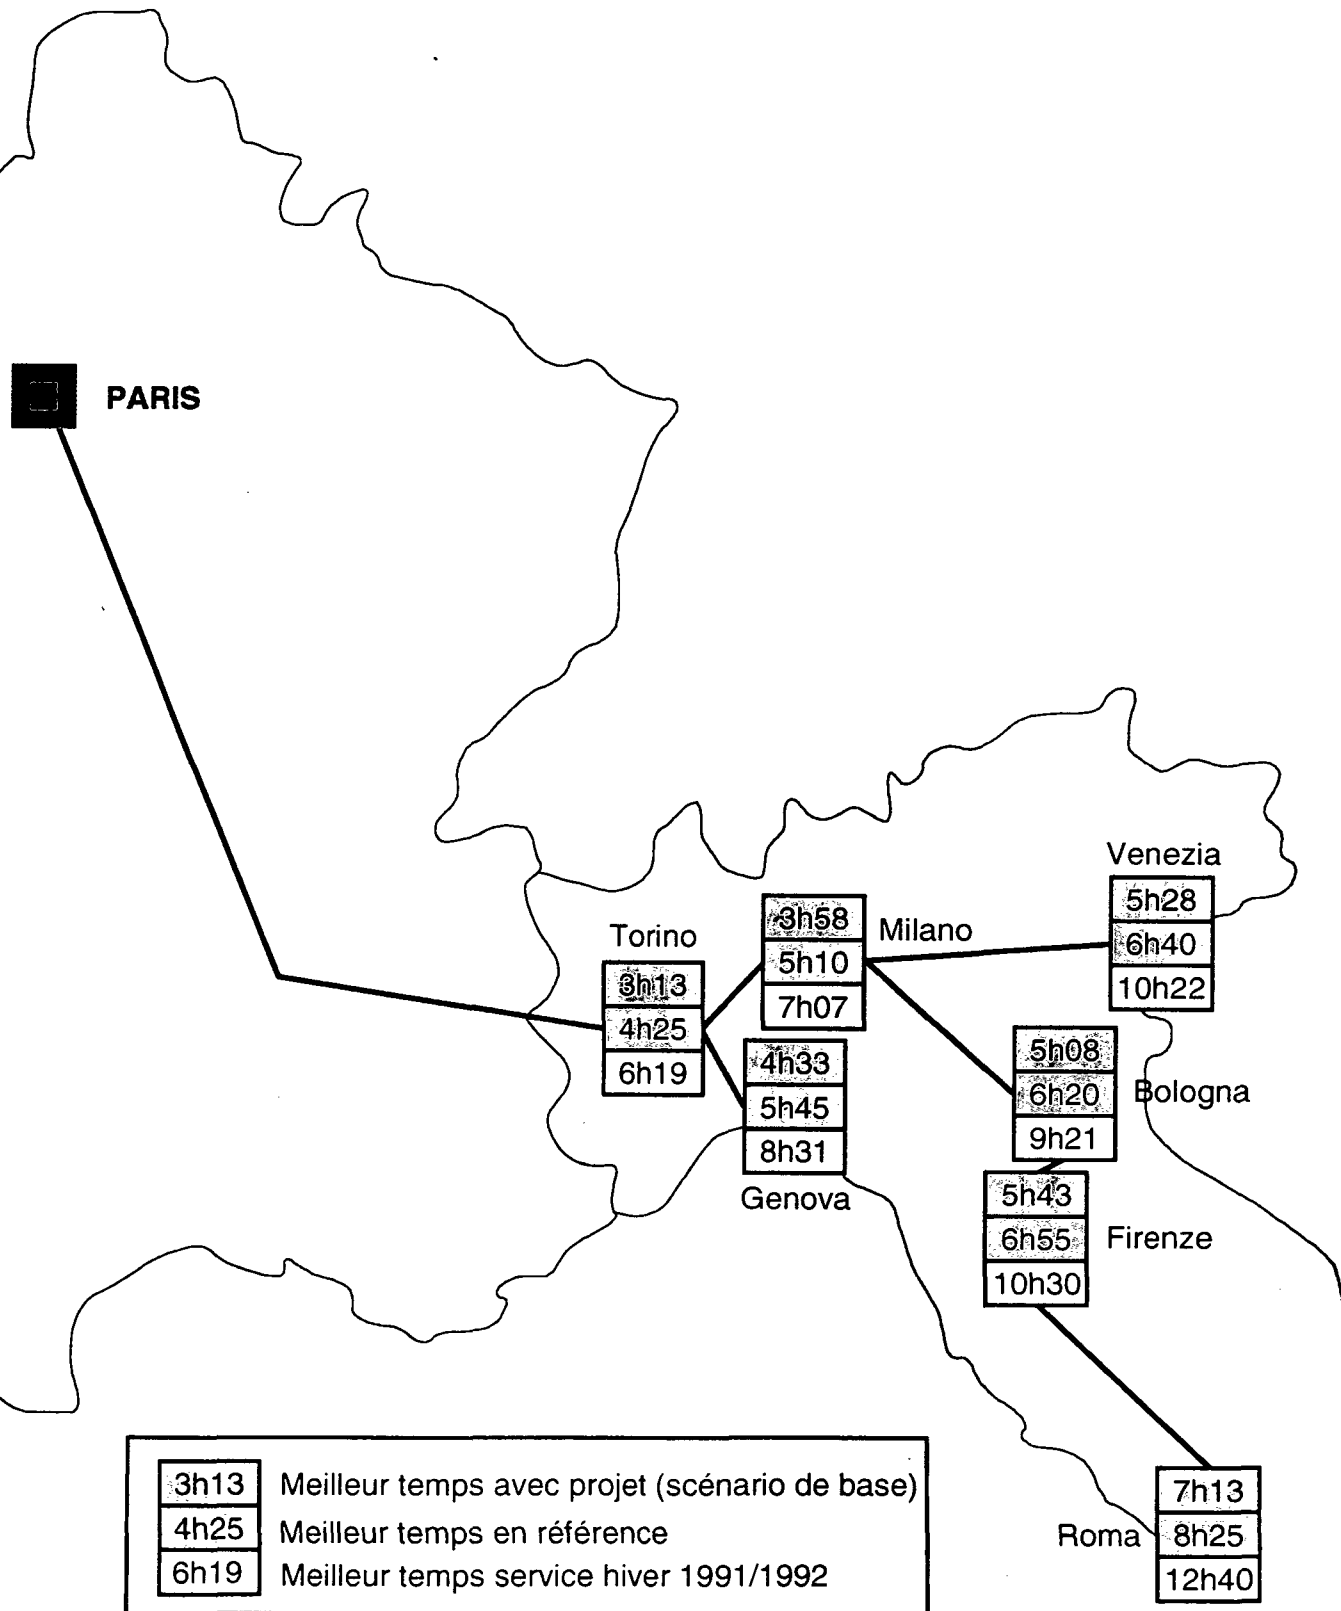 PARIS
Venezia
5h28
6h40
10h22
Torino
3h13
4h25
6h19
3h58
5h10
7h07
Milano
4h33
5h45
8h31
Genova
5h08
6h20
9h21
Bologna
5h43
6h55
10h30
Firenze
7h13
8h25
12h40
Roma
3h13 Meilleur temps avec projet (scénario de base)
4h25 Meilleur temps en référence
6h19 Meilleur temps service hiver 1991/1992